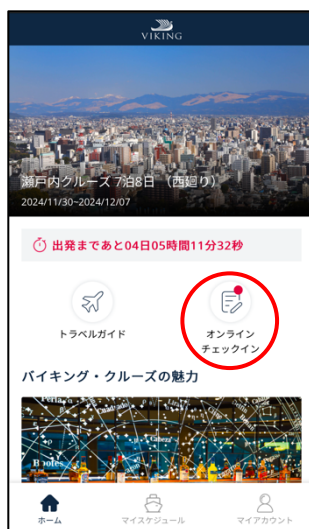 VIKING
瀬戸内クルーズ 7泊8日 （西廻り）
2024/11/30~2024/12/07
出発まであと04日05時間11分32秒
トラベルガイド
オンライン
チェックイン
バイキング・クルーズの魅力
Bootes
ホーム
マイスケジュール
マイアカウント